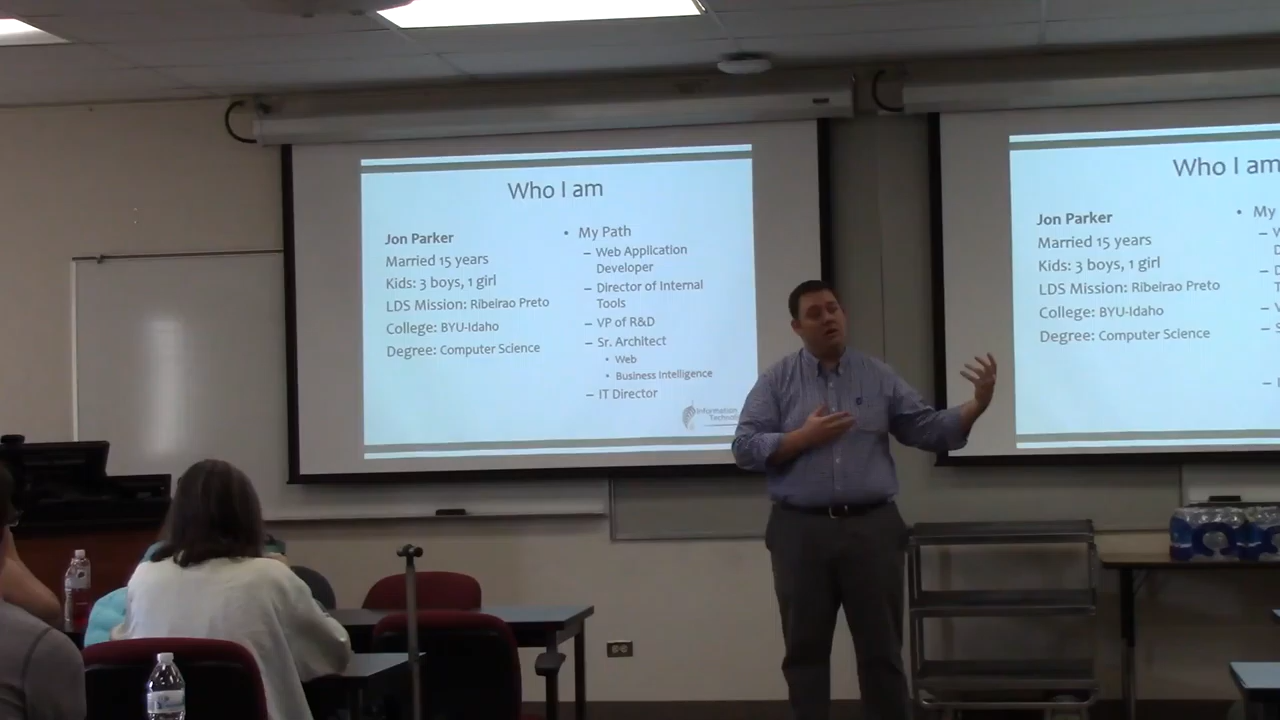 Who I am
Jon Parker
Married 15 years
Kids: 3 boys, 1 girl
LDS Mission: Ribeirao Preto
College: BYU-Idaho
Degree: Computer Science
• My Path
– Web Application
Developer
– Director of Internal
Tools
– VP of R&D
– Sr. Architect
• Web
• Business Intelligence
– IT Director
Information
Who I am
Jon Parker
Married 15 years
Kids: 3 boys, 1 girl
LDS Mission: Ribeirao Preto
College: BYU-Idaho
Degree: Computer Science
• My